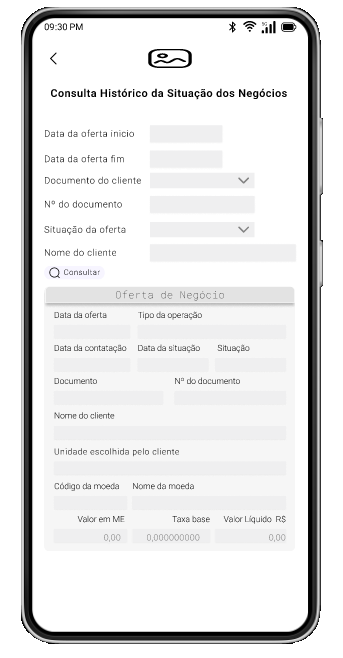 09:30 PM
5G
Consulta Histórico da Situação dos Negócios
Data da oferta inicio
Data da oferta fim
Documento do cliente
Nº do documento
Situação da oferta
Nome do cliente
Consultar
Oferta de Negócio
Data da oferta Tipo da operação
Data da contatação Data da situação Situação
Documento Nº do documento
Nome do cliente
Unidade escolhida pelo cliente
Código da moeda Nome da moeda
Valor em ME Taxa base Valor Líquido R$
0,00 0,000000000 0,00